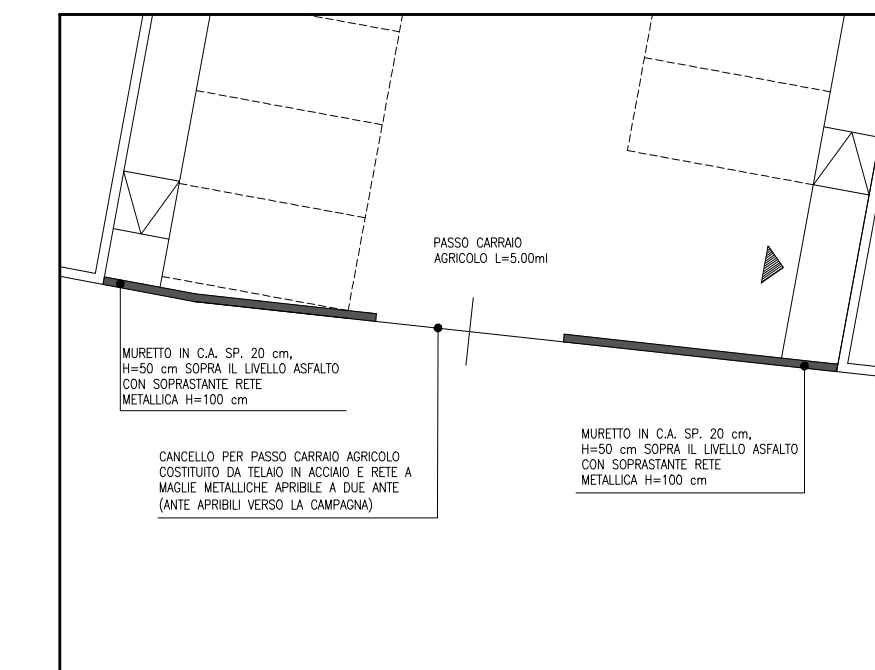 PASSO CARRAIO
AGRICOLO L=5.00ml
MURETTO IN C.A. SP. 20 cm,
H=50 cm SOPRA IL LIVELLO ASFALTO
CON SOPRASTANTE RETE
METALLICA H=100 cm
CANCELLO PER PASSO CARRAIO AGRICOLO
COSTITUITO DA TELAIO IN ACCIAIO E RETE A
MAGLIE METALLICHE APRIBILE A DUE ANTE
(ANTE APRIBILI VERSO LA CAMPAGNA)
MURETTO IN C.A. SP. 20 cm,
H=50 cm SOPRA IL LIVELLO ASFALTO
CON SOPRASTANTE RETE
METALLICA H=100 cm